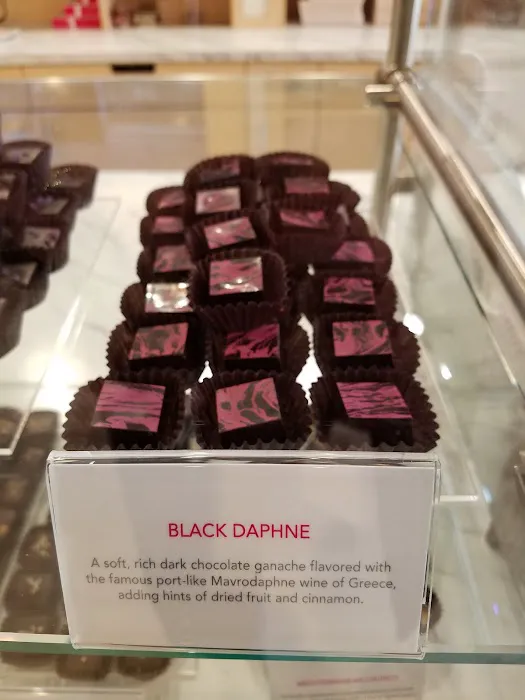 BLACK DAPHNE
A soft, rich dark chocolate ganache flavored with
the famous port-like Mavrodaphne wine of Greece,
adding hints of dried fruit and cinnamon.